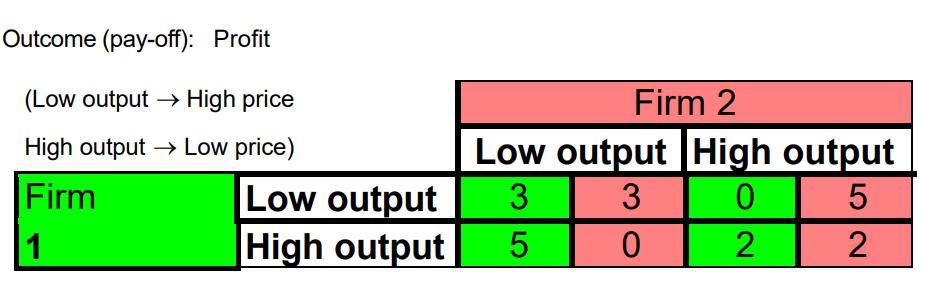 Outcome (pay-off): Profit
(Low output → High price
High output → Low price)
Firm 2
Low output High output
Firm Low output 3 3 0 5
1 High output 5 0 2 2